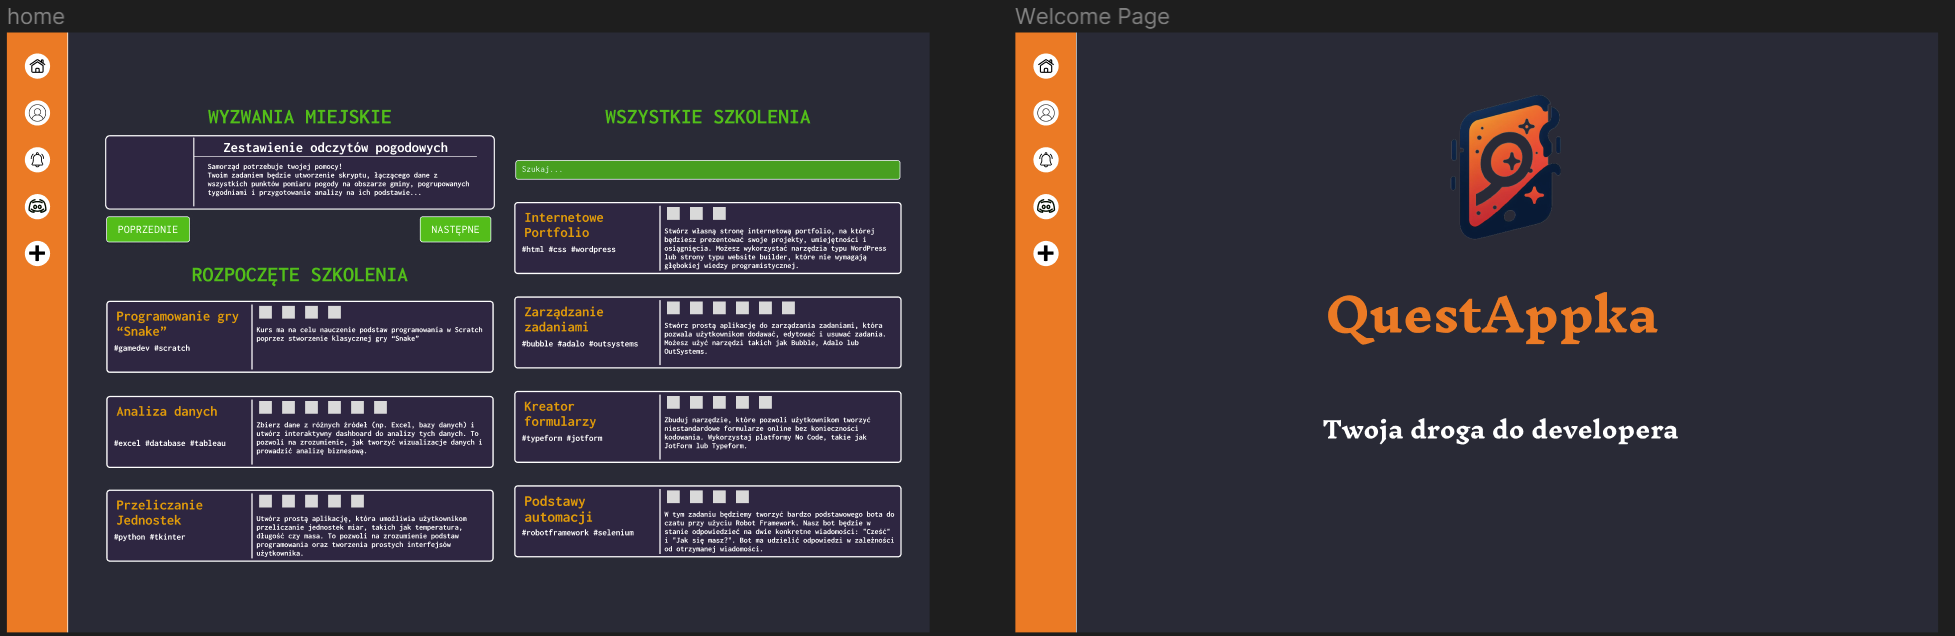 home
WYZWANIA MIEJSKIE
Zestawienie odczytów pogodowych
Samorząd potrzebuje twojej pomocy!
Twoim zadaniem będzie utworzenie skryptu, łączącego dane z
wszystkich punktów pomiaru pogody na obszarze gminy, pogrupowanych
tygodniami i przygotowanie analizy na ich podstawie...
POPRZEDNIE
NASTĘPNE
ROZPOCZĘTE SZKOLENIA
Programowanie gry
“Snake”
#gamedev #scratch
Kurs ma na celu nauczenie podstaw programowania w Scratch
poprzez stworzenie klasycznej gry “Snake”
Analiza danych
#excel #database #tableau
Zbierz dane z różnych źródeł (np. Excel, bazy danych) i
utwórz interaktywny dashboard do analizy tych danych. To
pozwoli na zrozumienie, jak tworzyć wizualizacje danych i
prowadzić analizę biznesową.
Przeliczanie
Jednostek
#python #tkinter
Utwórz prostą aplikację, która umożliwia użytkownikom
przeliczanie jednostek miar, takich jak temperatura,
długość czy masa. To pozwoli na zrozumienie podstaw
programowania oraz tworzenia prostych interfejsów
użytkownika.
WSZYSTKIE SZKOLENIA
Szukaj...
Internetowe
Portfolio
#html #css #wordpress
Stwórz własną stronę internetową portfolio, na której
będziesz prezentować swoje projekty, umiejętności i
osiągnięcia. Możesz wykorzystać narzędzia typu WordPress
lub strony typu website builder, które nie wymagają
głębokiej wiedzy programistycznej.
Zarządzanie
zadaniami
#bubble #adalo #outsystems
Stwórz prostą aplikację do zarządzania zadaniami, która
pozwala użytkownikom dodawać, edytować i usuwać zadania.
Możesz użyć narzędzi takich jak Bubble, Adalo lub
OutSystems.
Kreator
formularzy
#typeform #jotform
Zbuduj narzędzie, które pozwoli użytkownikom tworzyć
niestandardowe formularze online bez konieczności
kodowania. Wykorzystaj platformy No Code, takie jak
JotForm lub Typeform.
Podstawy
automacji
#robotframework #selenium
W tym zadaniu będziemy tworzyć bardzo podstawowego bota do
czatu przy użyciu Robot Framework. Nasz bot będzie w
stanie odpowiedzieć na dwie konkretne wiadomości: "Cześć"
i "Jak się masz?". Bot ma udzielić odpowiedzi w zależności
od otrzymanej wiadomości.
Welcome Page
QuestAppka
Twoja droga do developera